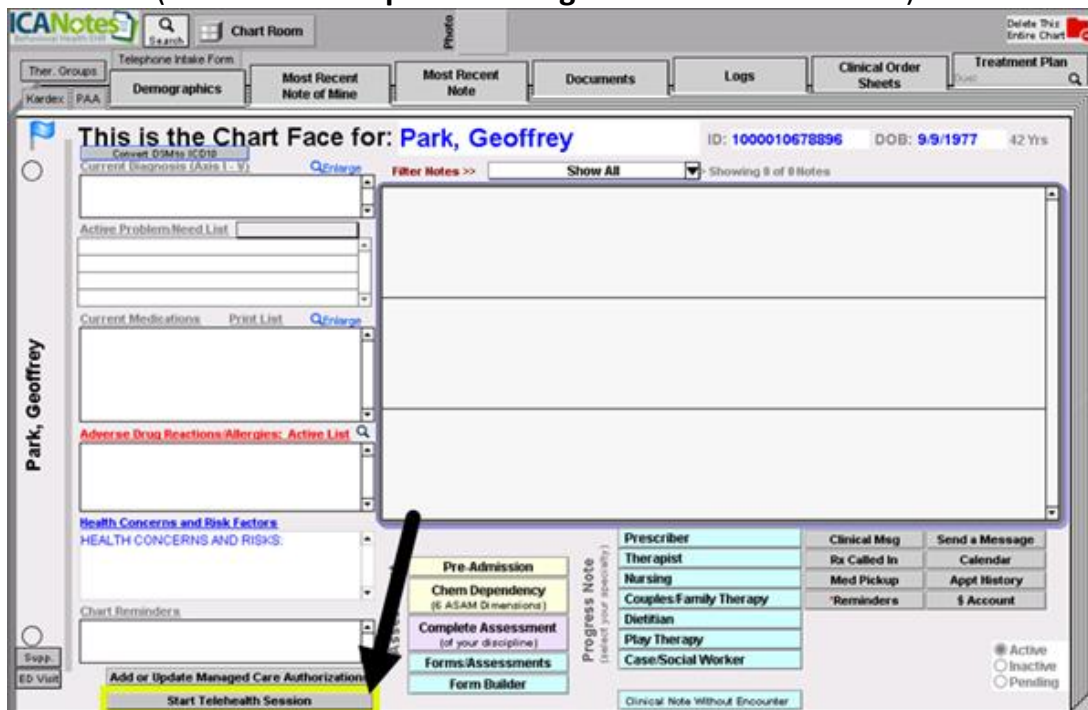 ICANotes
Behavioral Health EHR
Search
Chart Room
Photo
Delete This
Entire Chart
Ther. Groups
Kardex
PAA
Telephone Intake Form
Demographics
Most Recent
Note of Mine
Most Recent
Note
Documents
Logs
Clinical Order
Sheets
Treatment Plan
This is the Chart Face for: Park, Geoffrey
ID: 1000010678896
DOB: 9/9/1977
42 Yrs
Convert DSM to ICD10
Current Diagnosis (Axis I - V)
Enlarge
Filter Notes >>
Show All
Showing 0 of 0 Notes
Active Problem/Need List
Current Medications
Print List
Enlarge
Park, Geoffrey
Adverse Drug Reactions/Allergies: Active List
Health Concerns and Risk Factors
HEALTH CONCERNS AND RISKS:
Chart Reminders
Supp.
ED Visit
Add or Update Managed Care Authorization
Start Telehealth Session
Pre-Admission
Chem Dependency
(6 ASAM Dimensions)
Complete Assessment
(of your discipline)
Forms/Assessments
Form Builder
Progress Note
(select your specialty)
Prescriber
Therapist
Nursing
Couples/Family Therapy
Dietitian
Play Therapy
Case/Social Worker
Clinical Note Without Encounter
Clinical Msg
Rx Called In
Med Pickup
*Reminders
Send a Message
Calendar
Appt History
$ Account
Active
Inactive
Pending